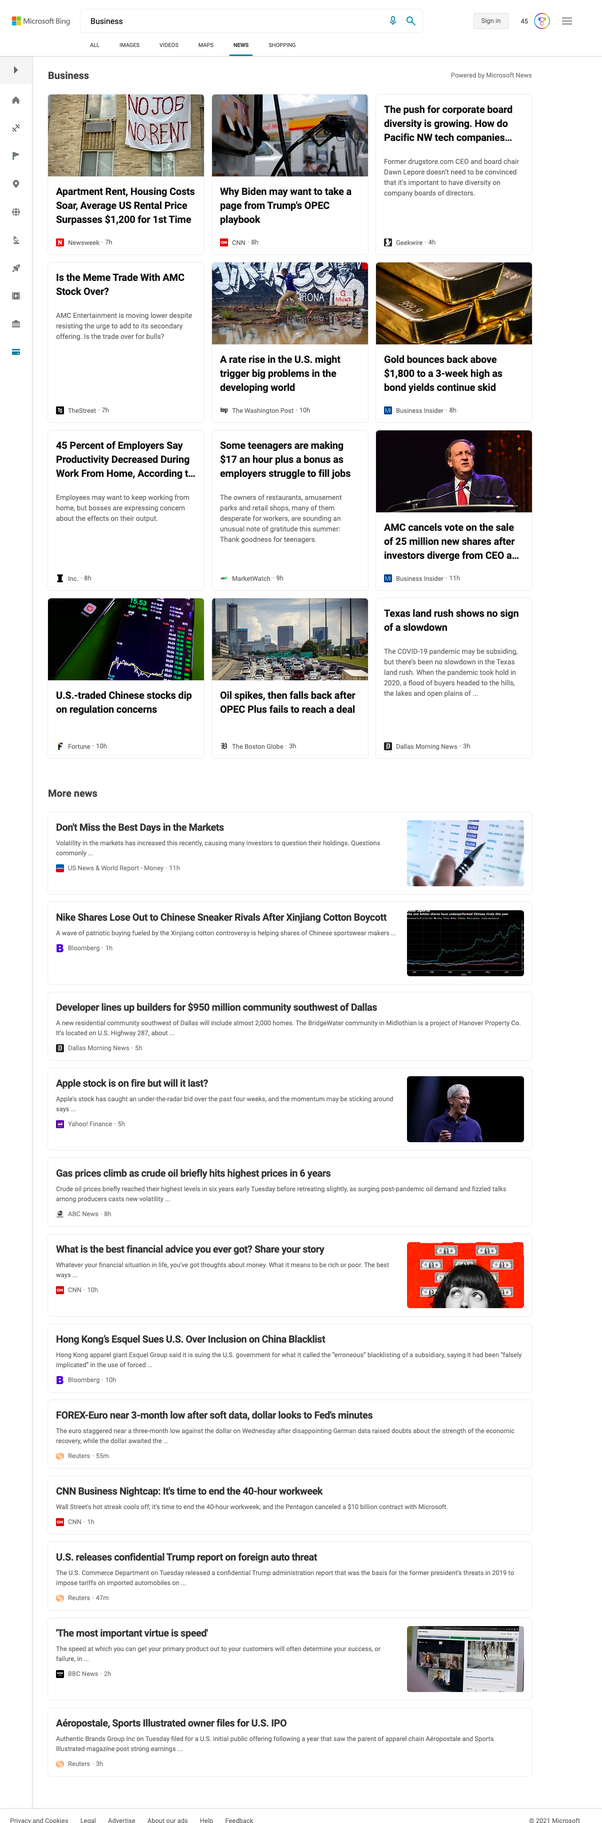 Microsoft Bing
Business
Sign in
45
ALL
IMAGES
VIDEOS
MAPS
NEWS
SHOPPING
Business
Powered by Microsoft News
NO JOB
NO RENT
Apartment Rent, Housing Costs
Soar, Average US Rental Price
Surpasses $1,200 for 1st Time
Newsweek · 7h
Why Biden may want to take a
page from Trump's OPEC
playbook
CNN · 8h
The push for corporate board
diversity is growing. How do
Pacific NW tech companies...
Former drugstore.com CEO and board chair
Dawn Lepore doesn't need to be convinced
that it's important to have diversity on
company boards of directors.
Geekwire · 4h
Is the Meme Trade With AMC
Stock Over?
AMC Entertainment is moving lower despite
resisting the urge to add to its secondary
offering. Is the trade over for bulls?
TheStreet · 7h
A rate rise in the U.S. might
trigger big problems in the
developing world
The Washington Post · 10h
Gold bounces back above
$1,800 to a 3-week high as
bond yields continue skid
Business Insider · 8h
45 Percent of Employers Say
Productivity Decreased During
Work From Home, According t...
Employees may want to keep working from
home, but bosses are expressing concern
about the effects on their output.
Inc. · 8h
Some teenagers are making
$17 an hour plus a bonus as
employers struggle to fill jobs
The owners of restaurants, amusement
parks and retail shops, many of them
desperate for workers, are sounding an
unusual note of gratitude this summer:
Thank goodness for teenagers.
MarketWatch · 9h
AMC cancels vote on the sale
of 25 million new shares after
investors diverge from CEO a...
Business Insider · 11h
U.S.-traded Chinese stocks dip
on regulation concerns
Fortune · 10h
Oil spikes, then falls back after
OPEC Plus fails to reach a deal
The Boston Globe · 3h
Texas land rush shows no sign
of a slowdown
The COVID-19 pandemic may be subsiding,
but there's been no slowdown in the Texas
land rush. When the pandemic took hold in
2020, a flood of buyers headed to the hills,
the lakes and open plains of ...
Dallas Morning News · 3h
More news
Don't Miss the Best Days in the Markets
Volatility in the markets has increased this recently, causing many investors to question their holdings. Questions
commonly ...
US News & World Report - Money · 11h
Nike Shares Lose Out to Chinese Sneaker Rivals After Xinjiang Cotton Boycott
A wave of patriotic buying fueled by the Xinjiang cotton controversy is helping shares of Chinese sportswear makers ...
Bloomberg · 1h
Developer lines up builders for $950 million community southwest of Dallas
A new residential community southwest of Dallas will include almost 2,000 homes. The BridgeWater community in Midlothian is a project of Hanover Property Co.
It's located on U.S. Highway 287, about ...
Dallas Morning News · 5h
Apple stock is on fire but will it last?
Apple's stock has caught an under-the-radar bid over the past four weeks, and the momentum may be sticking around
says ...
Yahoo! Finance · 5h
Gas prices climb as crude oil briefly hits highest prices in 6 years
Crude oil prices briefly reached their highest levels in six years early Tuesday before retreating slightly, as surging post-pandemic oil demand and fizzled talks
among producers casts new volatility ...
ABC News · 8h
What is the best financial advice you ever got? Share your story
Whatever your financial situation in life, you've got thoughts about money. What it means to be rich or poor. The best
ways ...
CNN · 10h
Hong Kong's Esquel Sues U.S. Over Inclusion on China Blacklist
Hong Kong apparel giant Esquel Group said it is suing the U.S. government for what it called the "erroneous" blacklisting of a subsidiary, saying it had been "falsely
implicated" in the use of forced ...
Bloomberg · 10h
FOREX-Euro near 3-month low after soft data, dollar looks to Fed's minutes
The euro staggered near a three-month low against the dollar on Wednesday after disappointing German data raised doubts about the strength of the economic
recovery, while the dollar awaited the ...
Reuters · 55m
CNN Business Nightcap: It's time to end the 40-hour workweek
Wall Street's hot streak cools off; it's time to end the 40-hour workweek; and the Pentagon canceled a $10 billion contract with Microsoft.
CNN · 1h
U.S. releases confidential Trump report on foreign auto threat
The U.S. Commerce Department on Tuesday released a confidential Trump administration report that was the basis for the former president's threats in 2019 to
impose tariffs on imported automobiles on ...
Reuters · 47m
'The most important virtue is speed'
The speed at which you can get your primary product out to your customers will often determine your success, or
failure, in ...
BBC News · 2h
Aéropostale, Sports Illustrated owner files for U.S. IPO
Authentic Brands Group Inc on Tuesday filed for a U.S. initial public offering following a year that saw the parent of apparel chain Aéropostale and Sports
Illustrated magazine post strong earnings ...
Reuters · 3h
Privacy and Cookies
Legal
Advertise
About our ads
Help
Feedback
© 2021 Microsoft